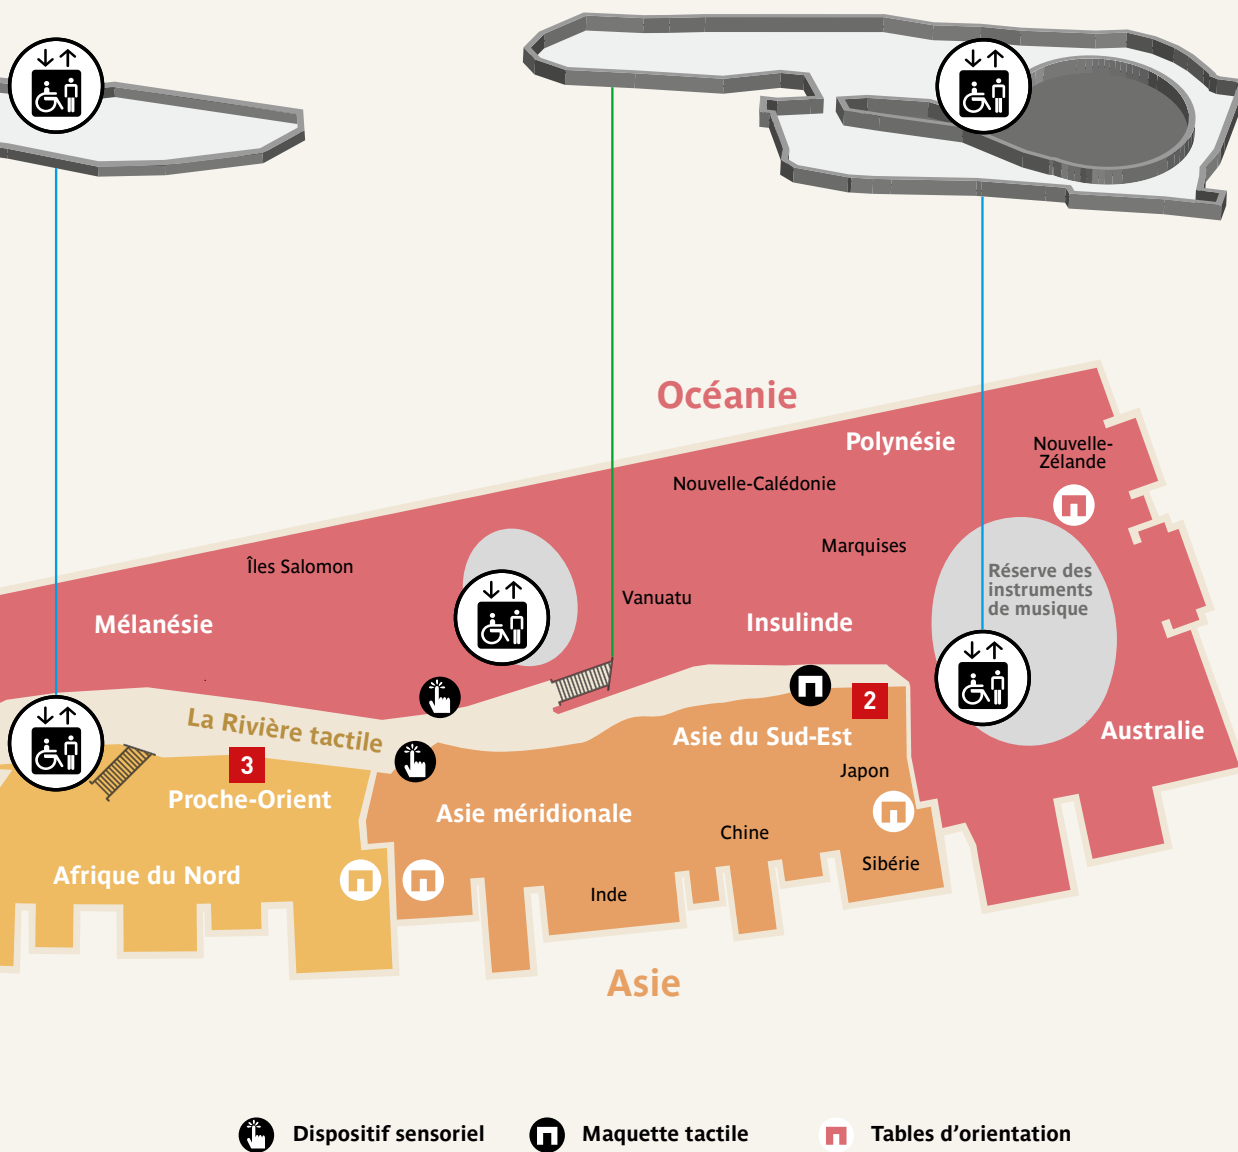 Océanie
Polynésie
Nouvelle-
Zélande
Nouvelle-Calédonie
Marquises
Îles Salomon
Réserve des
instruments
de musique
Vanuatu
Mélanésie
Insulinde
2
La Rivière tactile
Asie du Sud-Est
Australie
3
Japon
Proche-Orient
Asie méridionale
Chine
Sibérie
Afrique du Nord
Inde
Asie
Dispositif sensoriel
Maquette tactile
Tables d’orientation